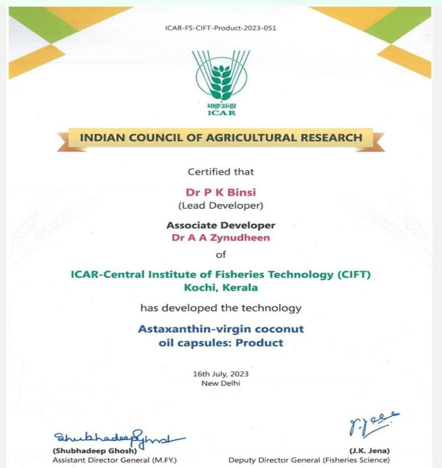 ICAR-FS-CIFT-Product-2023-051
भाकृअनुप
ICAR
INDIAN COUNCIL OF AGRICULTURAL RESEARCH
Certified that
Dr P K Binsi
(Lead Developer)
Associate Developer
Dr A A Zynudheen
of
ICAR-Central Institute of Fisheries Technology (CIFT)
Kochi, Kerala
has developed the technology
Astaxanthin-virgin coconut
oil capsules: Product
16th July, 2023
New Delhi
Shubhadeep Ghosh
(Shubhadeep Ghosh)
Assistant Director General (M.FY.)
(J.K. Jena)
Deputy Director General (Fisheries Science)